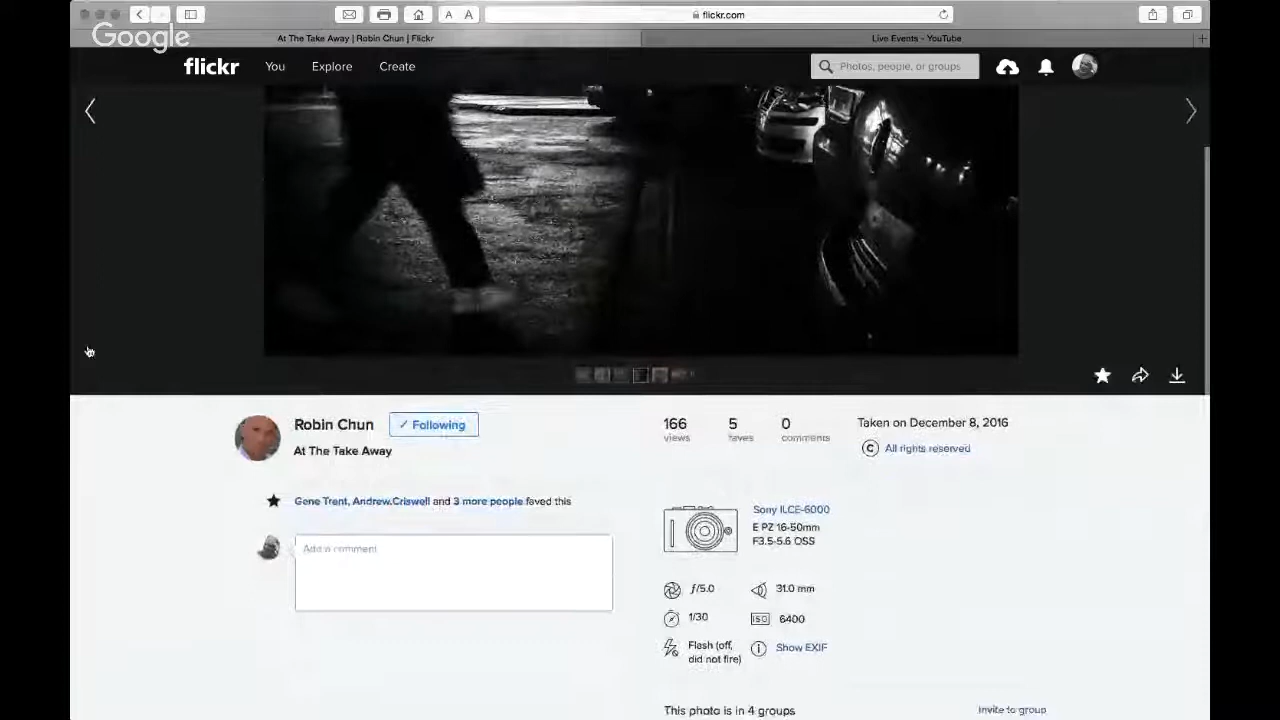 flickr.com
Google
At The Take Away | Robin Chun | Flickr
Live Events - YouTube
flickr You Explore Create
Photos, people, or groups
Robin Chun
✓ Following
At The Take Away
Gene Trent, Andrew.Criswell and 3 more people faved this
Add a comment
166 views
5 faves
0 comments
Taken on December 8, 2016
All rights reserved
Sony ILCE-6000
E PZ 16-50mm
F3.5-5.6 OSS
ƒ/5.0
31.0 mm
1/30
ISO 6400
Flash (off, did not fire)
Show EXIF
This photo is in 4 groups
Invite to group